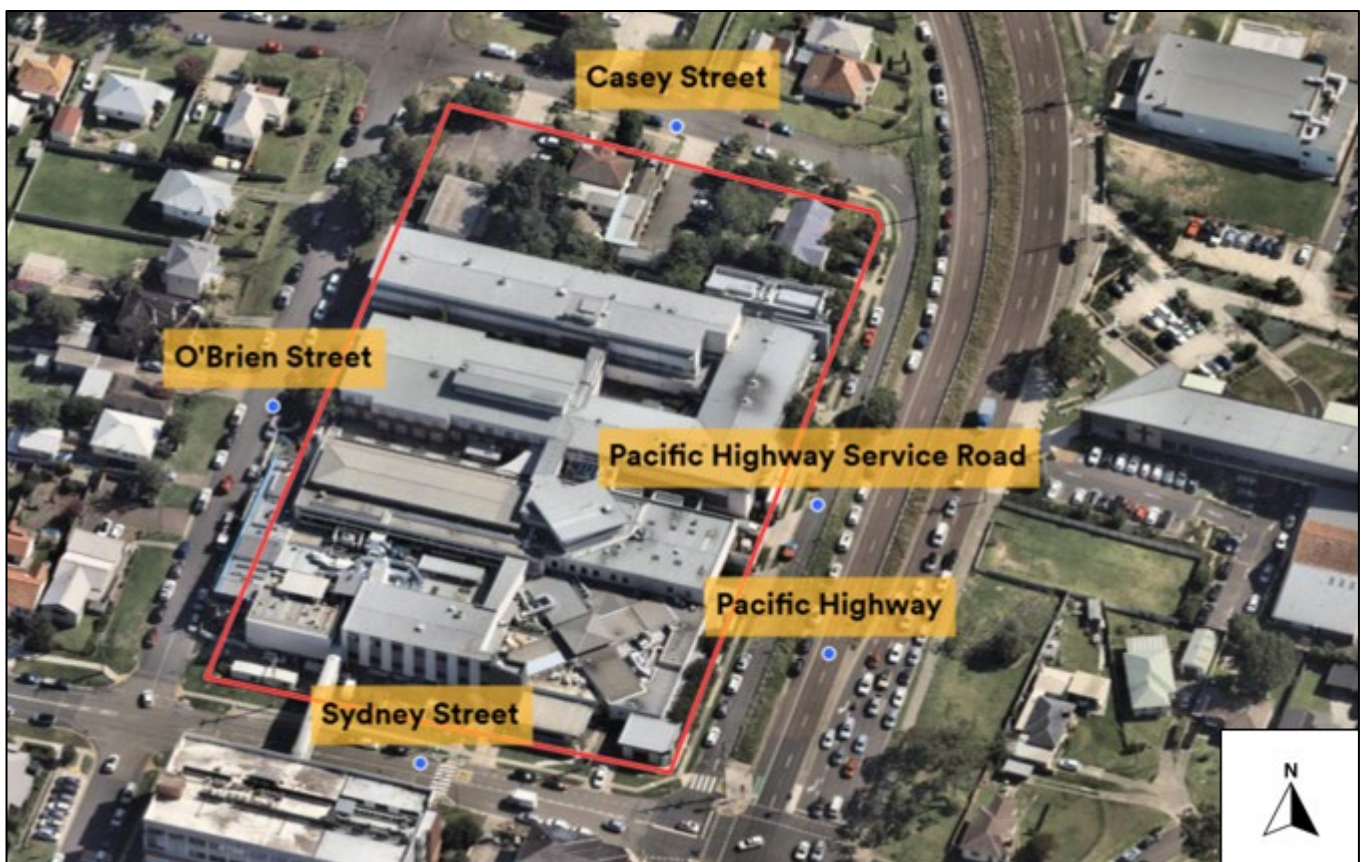 Casey Street
O'Brien Street
Pacific Highway Service Road
Pacific Highway
Sydney Street
N